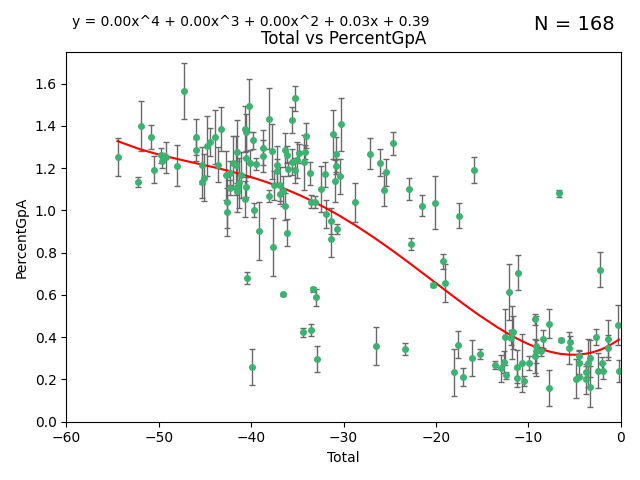 y = 0.00x^4 + 0.00x^3 + 0.00x^2 + 0.03x + 0.39
N = 168
Total vs PercentGpA
PercentGpA
1.6
1.4
1.2
1.0
0.8
0.6
0.4
0.2
0.0
−60 −50 −40 −30 −20 −10 0
Total